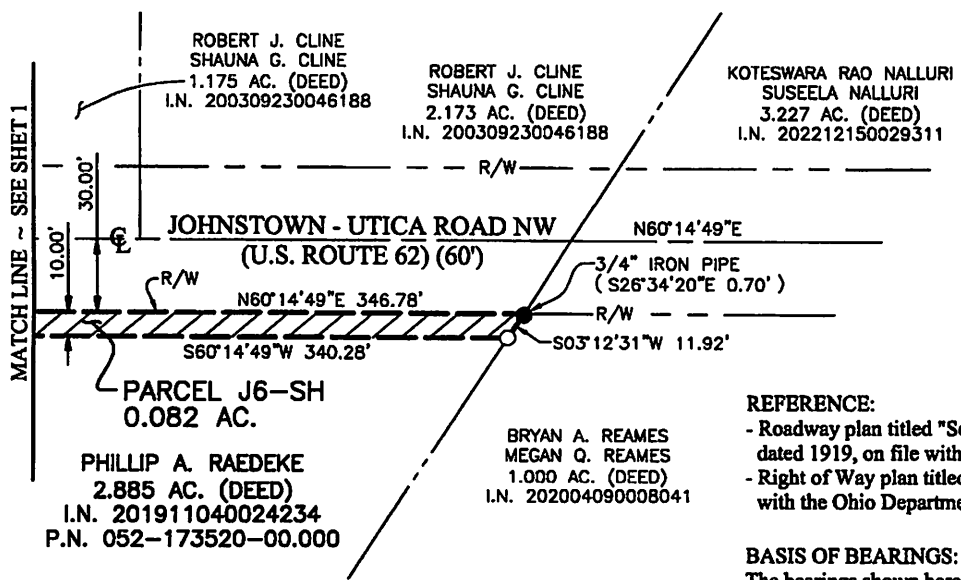 ROBERT J. CLINE
SHAUNA G. CLINE
1.175 AC. (DEED)
I.N. 200309230046188
ROBERT J. CLINE
SHAUNA G. CLINE
2.173 AC. (DEED)
I.N. 200309230046188
KOTESWARA RAO NALLURI
SUSEELA NALLURI
3.227 AC. (DEED)
I.N. 202212150029311
MATCH LINE ~ SEE SHET 1
R/W
30.00'
10.00'
CL
JOHNSTOWN - UTICA ROAD NW
(U.S. ROUTE 62) (60')
N60°14'49"E
3/4" IRON PIPE
(S26°34'20"E 0.70')
R/W
N60°14'49"E 346.78'
R/W
S60°14'49"W 340.28'
S03°12'31"W 11.92'
PARCEL J6-SH
0.082 AC.
PHILLIP A. RAEDEKE
2.885 AC. (DEED)
I.N. 201911040024234
P.N. 052-173520-00.000
BRYAN A. REAMES
MEGAN Q. REAMES
1.000 AC. (DEED)
I.N. 202004090008041
REFERENCE:
- Roadway plan titled "Se
dated 1919, on file with
- Right of Way plan titled
with the Ohio Departme
BASIS OF BEARINGS: